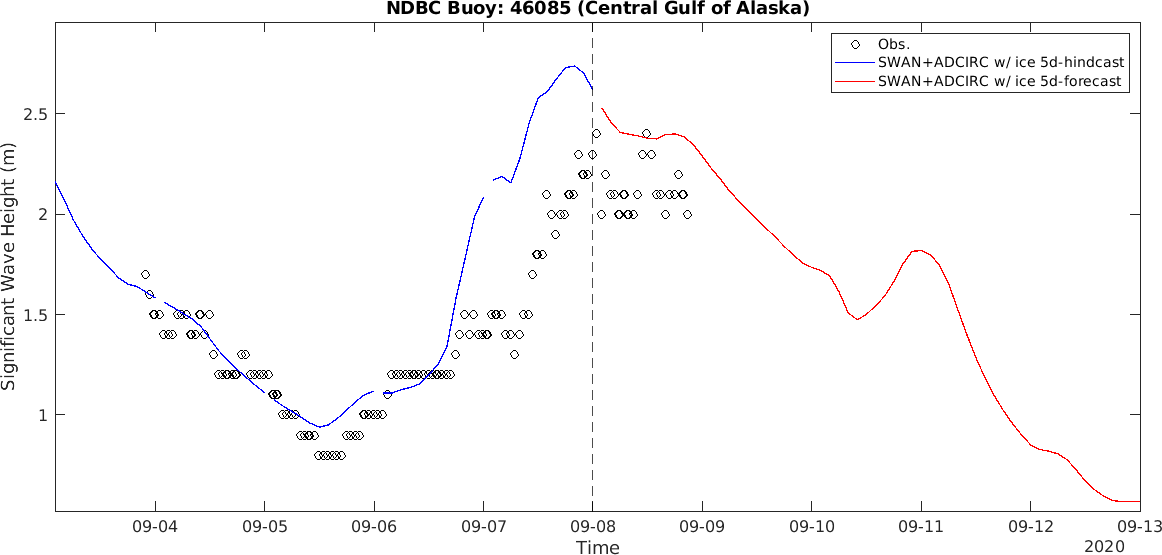 NDBC Buoy: 46085 (Central Gulf of Alaska)
Obs.
SWAN+ADCIRC w/ ice 5d-hindcast
SWAN+ADCIRC w/ ice 5d-forecast
Significant Wave Height (m)
2.5
2
1.5
1
09-04 09-05 09-06 09-07 09-08 09-09 09-10 09-11 09-12 09-13
Time
2020